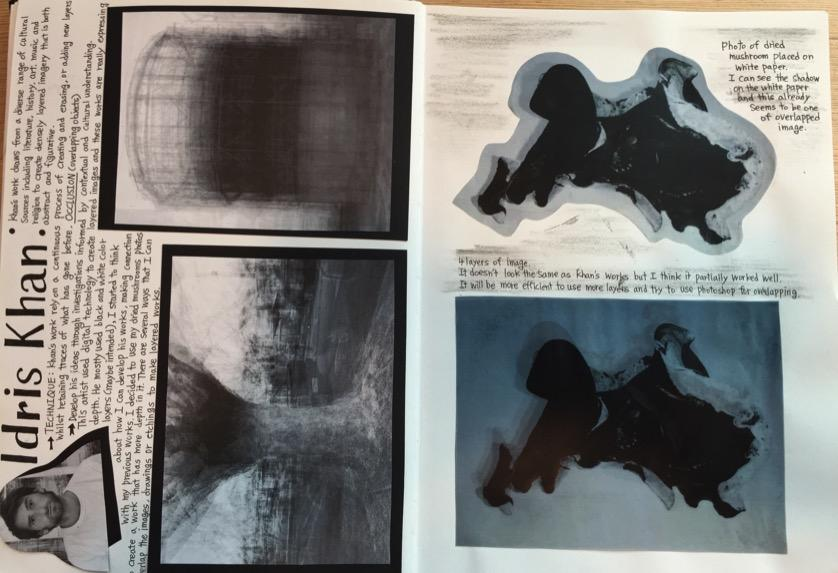 Idris Khan.
• Khan's work draws from a diverse range of cultural
Sources including literature, history, art, music and
religion to create densely layered imagery that is both
abstract and figurative.
→ TECHNIQUE: Khan's work rely on a continuous process of creating and erasing, or adding new layers
whilst retaining traces of what has gone before. OCCLUSION (overlapping objects)
→ Develop his ideas through investigations informed by contextual and cultural understanding.
This artist used digital technology to create layered images and these works are really expressing
depth. He mostly used black and white color
layers (maybe intended), I started to think
about how I can develop his works, making connection
with my previous works. I decided to use my dried mushrooms photos
create a work that has more depth in it. There are several ways that I can
the images, drawings or etchings to make layered works.
Photo of dried
mushroom placed on
white paper.
I can see the shadow
on the white paper
and this already
Seems to be one
of overlapped
image.
4 layers of image.
It doesn't look the same as Khan's works but I think it partially worked well.
It will be more efficient to use more layers and try to use photoshop for overlapping.